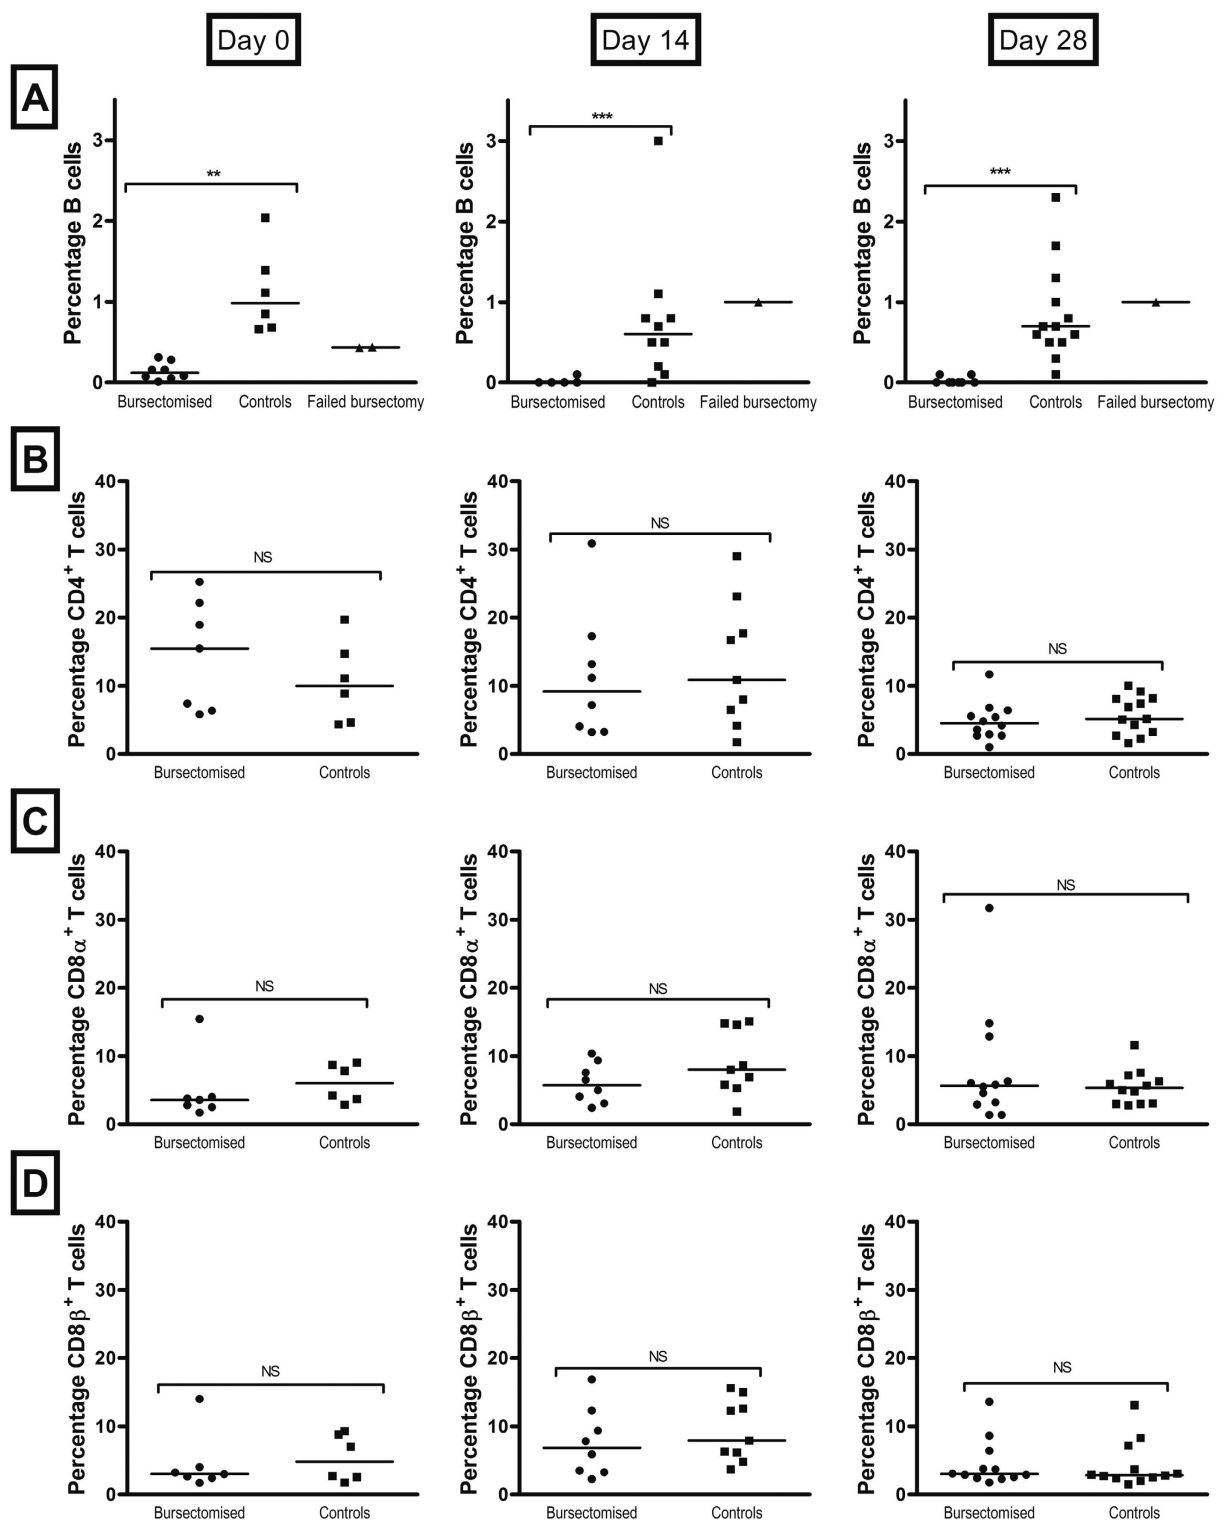 Day 0 Day 14 Day 28
A
Percentage B cells
3
2
1
0
**
Bursectomised Controls Failed bursectomy
Percentage B cells
3
2
1
0
***
Bursectomised Controls Failed bursectomy
Percentage B cells
3
2
1
0
***
Bursectomised Controls Failed bursectomy
B
Percentage CD4⁺ T cells
40
30
20
10
0
NS
Bursectomised Controls
Percentage CD4⁺ T cells
40
30
20
10
0
NS
Bursectomised Controls
Percentage CD4⁺ T cells
40
30
20
10
0
NS
Bursectomised Controls
C
Percentage CD8α⁺ T cells
40
30
20
10
0
NS
Bursectomised Controls
Percentage CD8α⁺ T cells
40
30
20
10
0
NS
Bursectomised Controls
Percentage CD8α⁺ T cells
40
30
20
10
0
NS
Bursectomised Controls
D
Percentage CD8β⁺ T cells
40
30
20
10
0
NS
Bursectomised Controls
Percentage CD8β⁺ T cells
40
30
20
10
0
NS
Bursectomised Controls
Percentage CD8β⁺ T cells
40
30
20
10
0
NS
Bursectomised Controls